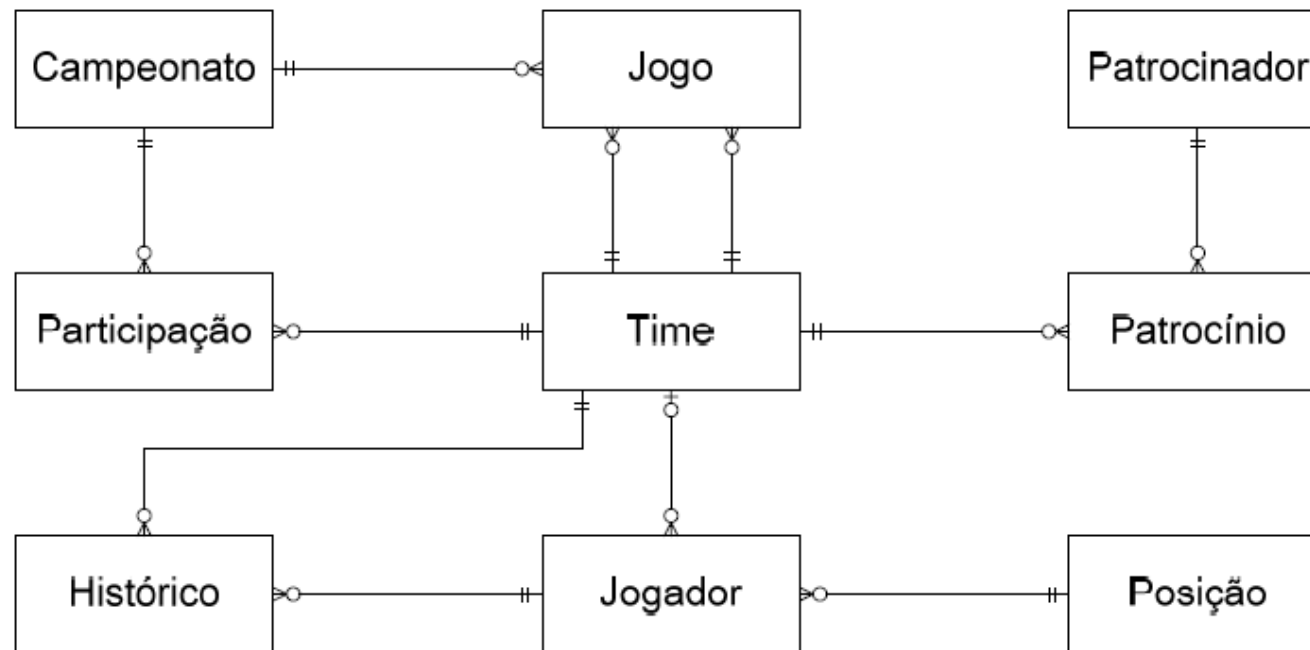 Campeonato
Jogo
Patrocinador
Participação
Time
Patrocínio
Histórico
Jogador
Posição